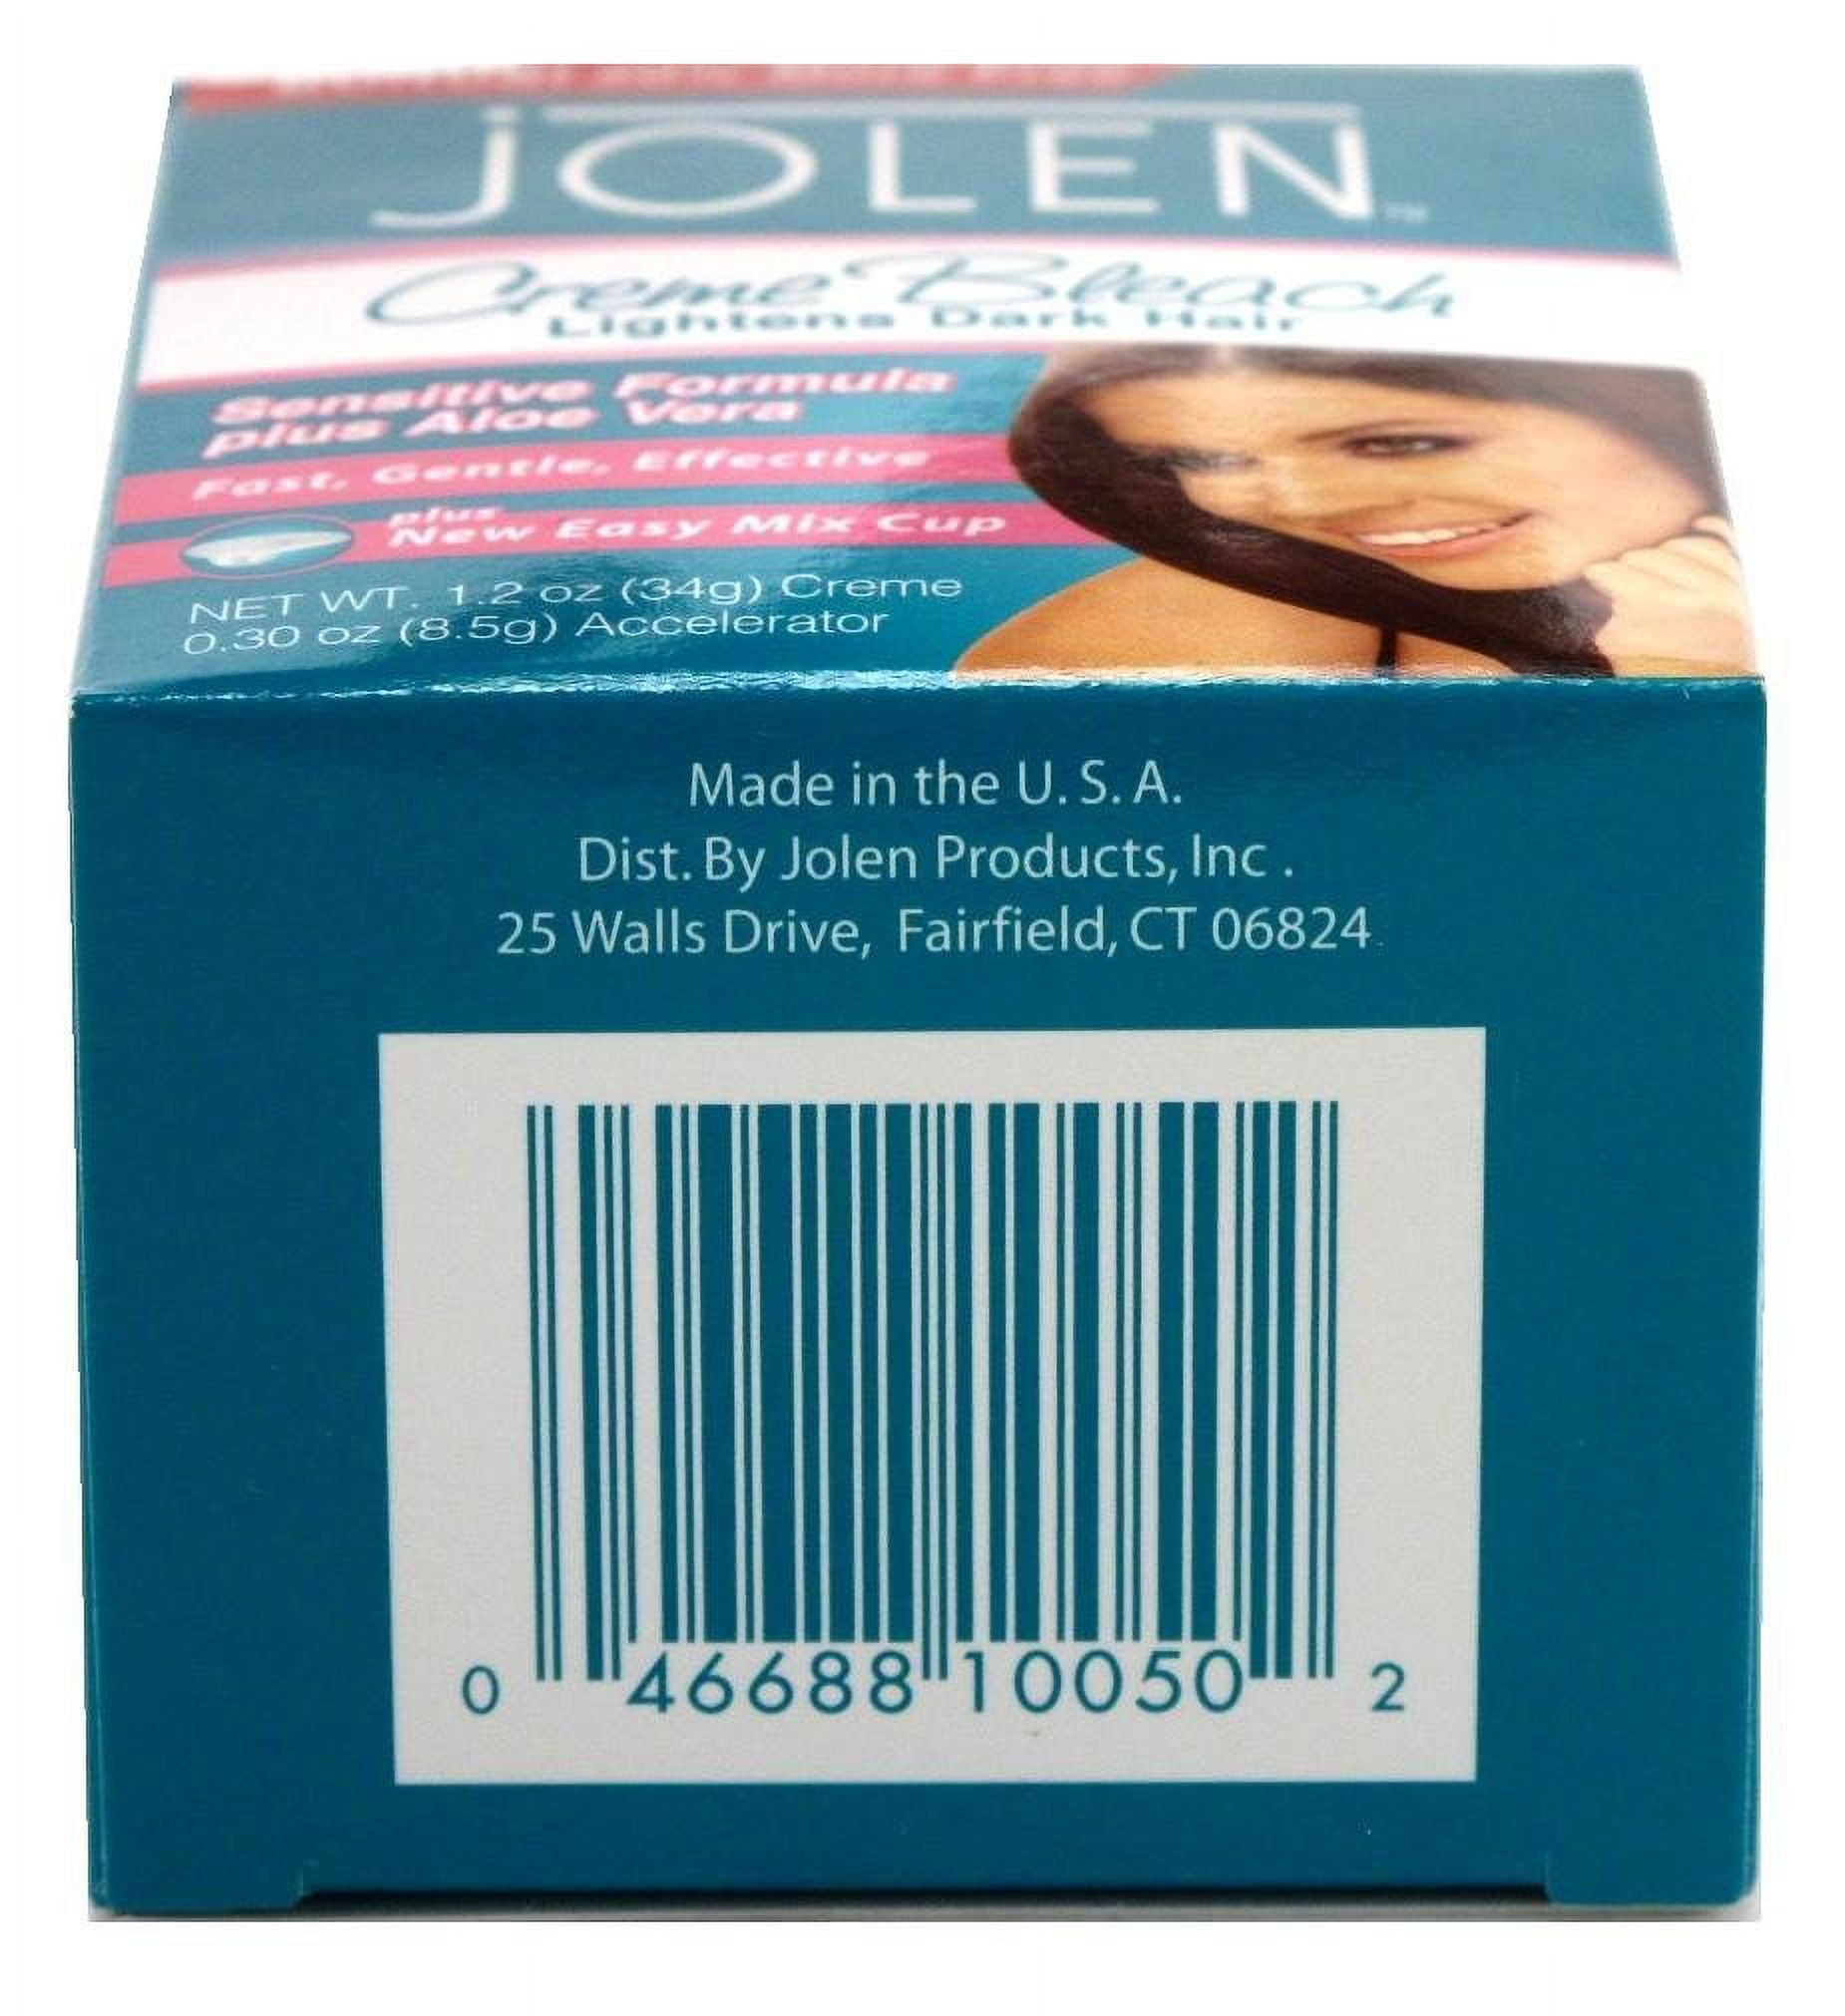 JOLEN™
Creme Bleach
Lightens Dark Hair
Sensitive Formula
plus Aloe Vera
Fast, Gentle, Effective
plus
New Easy Mix Cup
NET WT. 1.2 oz (34g) Creme
0.30 oz (8.5g) Accelerator
Made in the U. S. A.
Dist. By Jolen Products, Inc .
25 Walls Drive, Fairfield, CT 06824
0 46688 10050 2